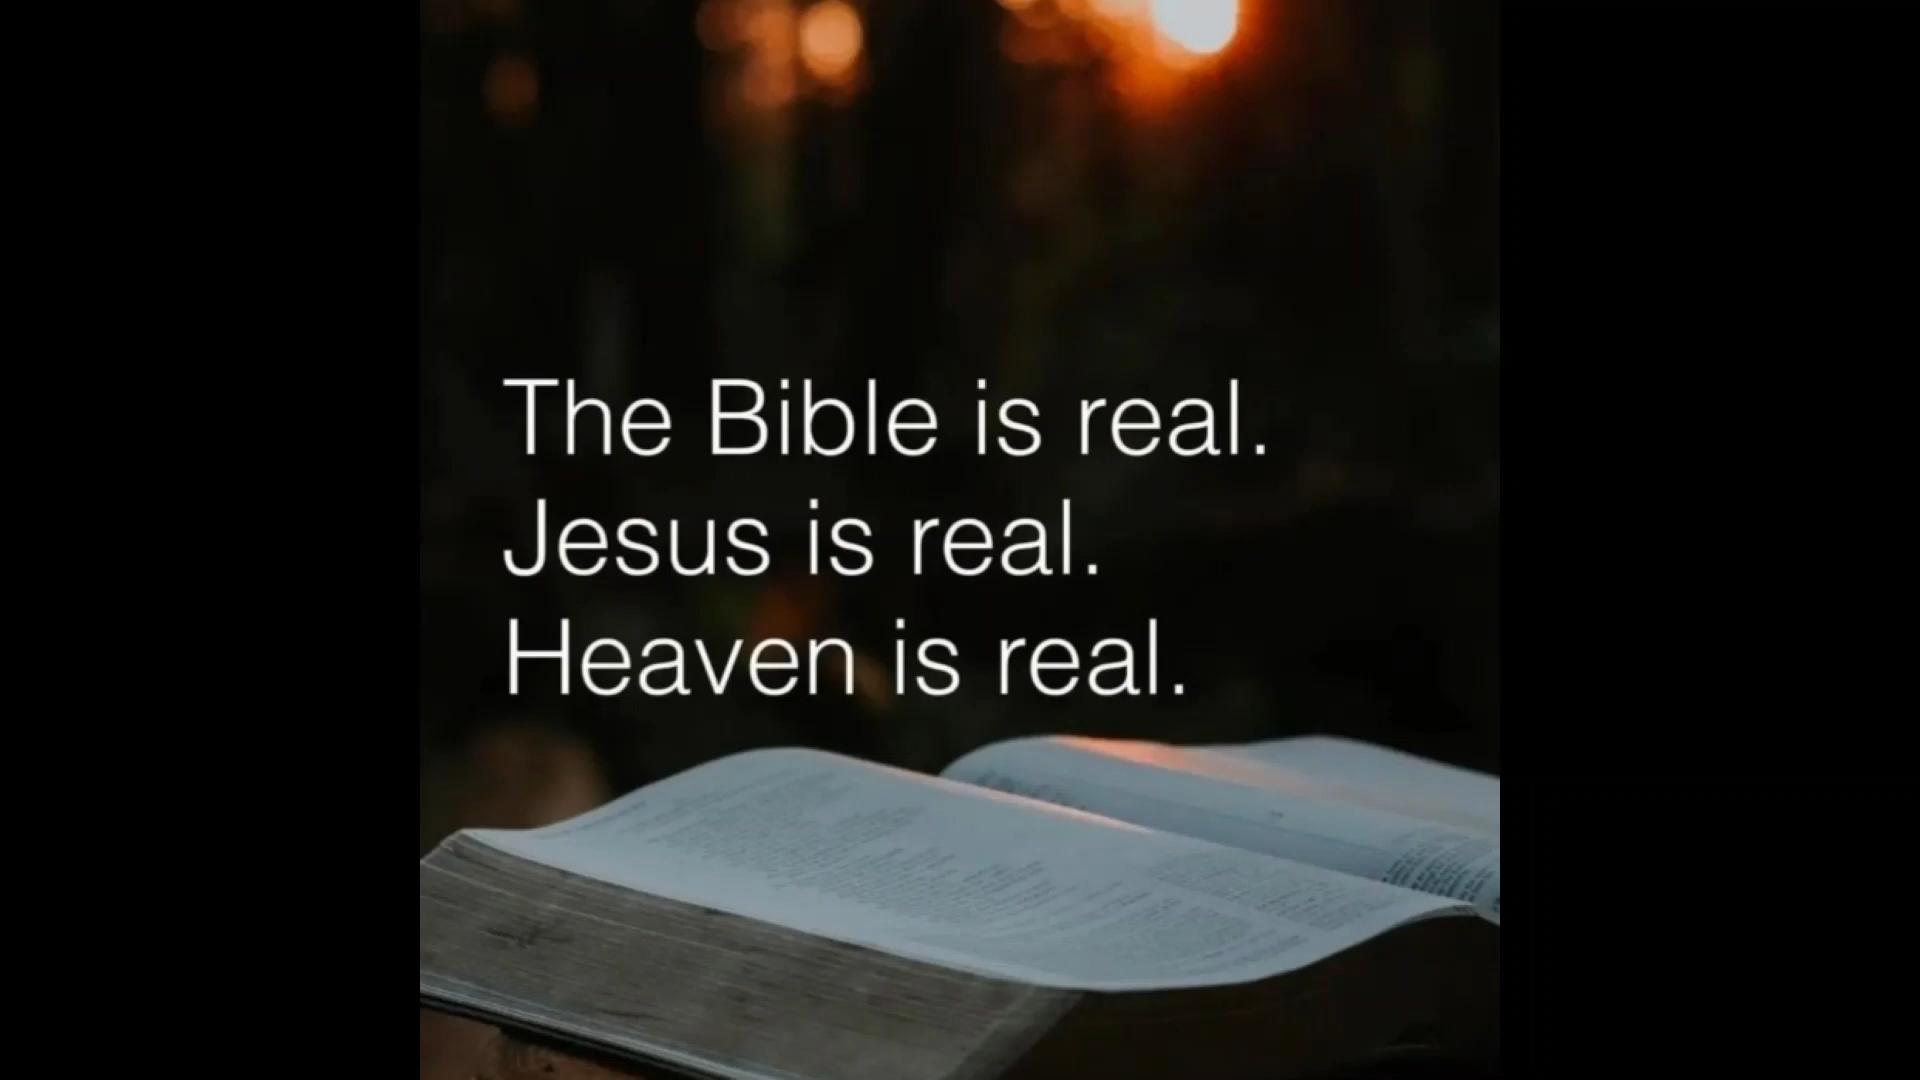 The Bible is real.
Jesus is real.
Heaven is real.